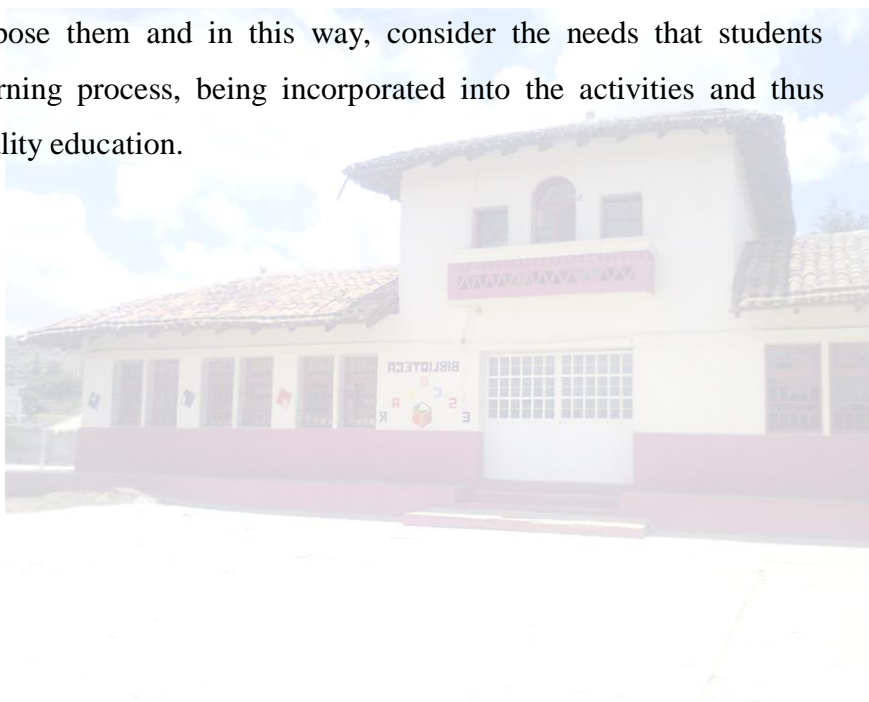 pose them and in this way, consider the needs that students
rning process, being incorporated into the activities and thus
lity education.
BIBLIOTECA